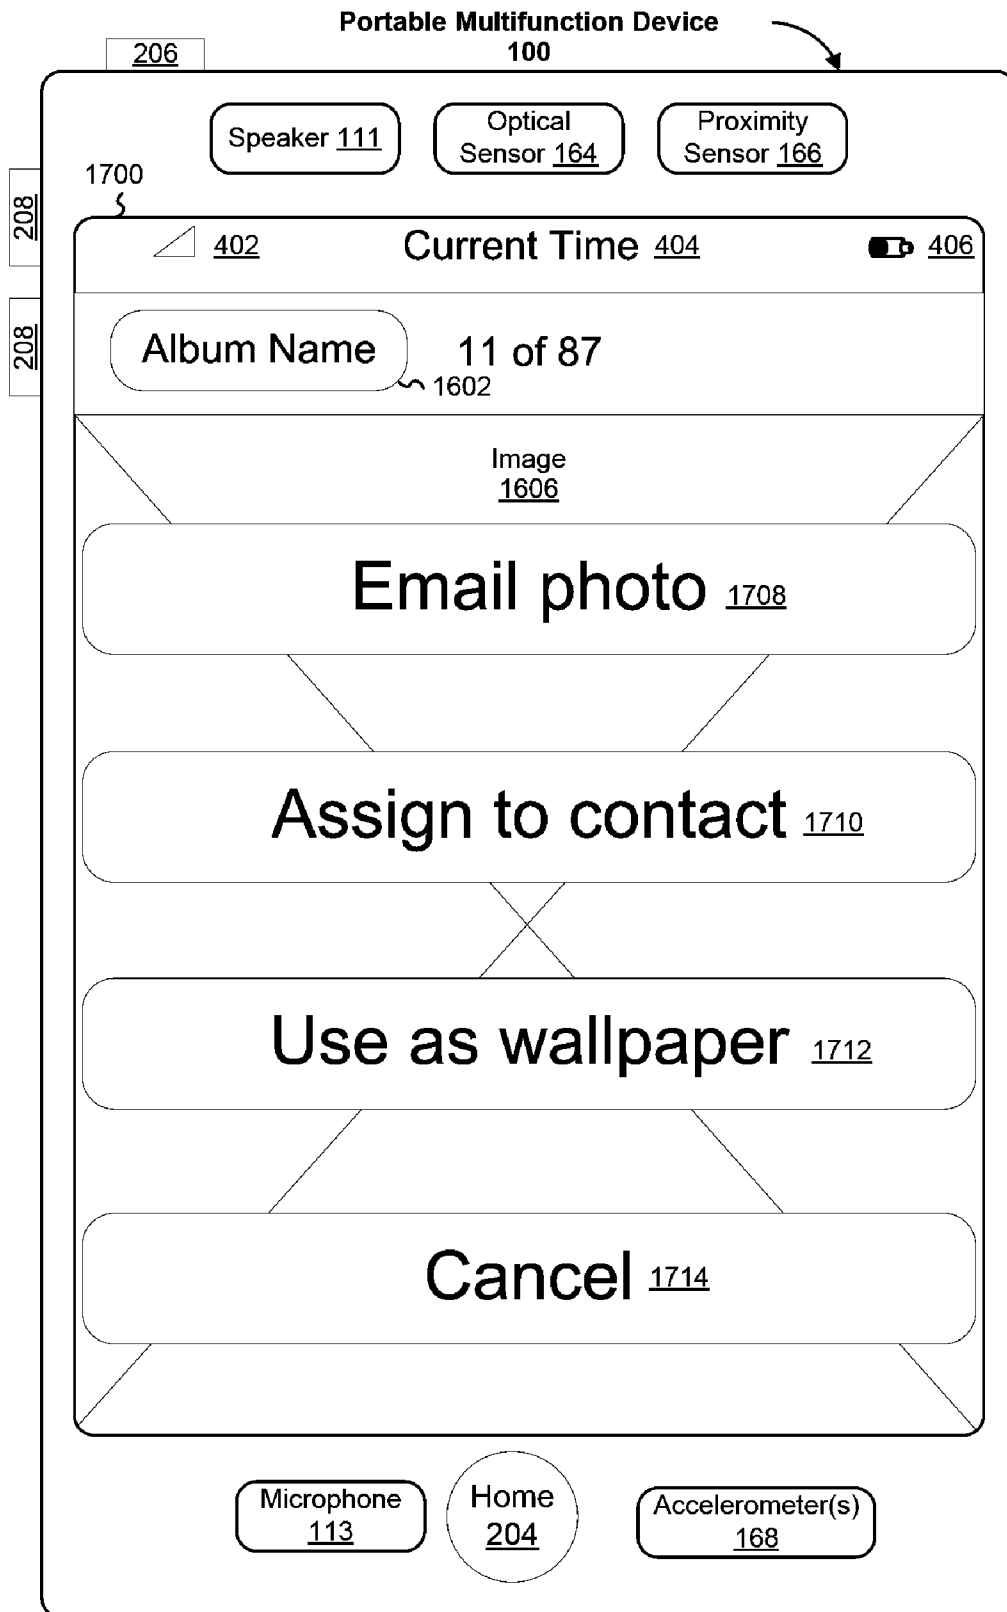 Portable Multifunction Device
100
206
Speaker 111
Optical
Sensor 164
Proximity
Sensor 166
1700
208
402
Current Time 404
406
208
Album Name
11 of 87
1602
Image
1606
Email photo 1708
Assign to contact 1710
Use as wallpaper 1712
Cancel 1714
Microphone
113
Home
204
Accelerometer(s)
168